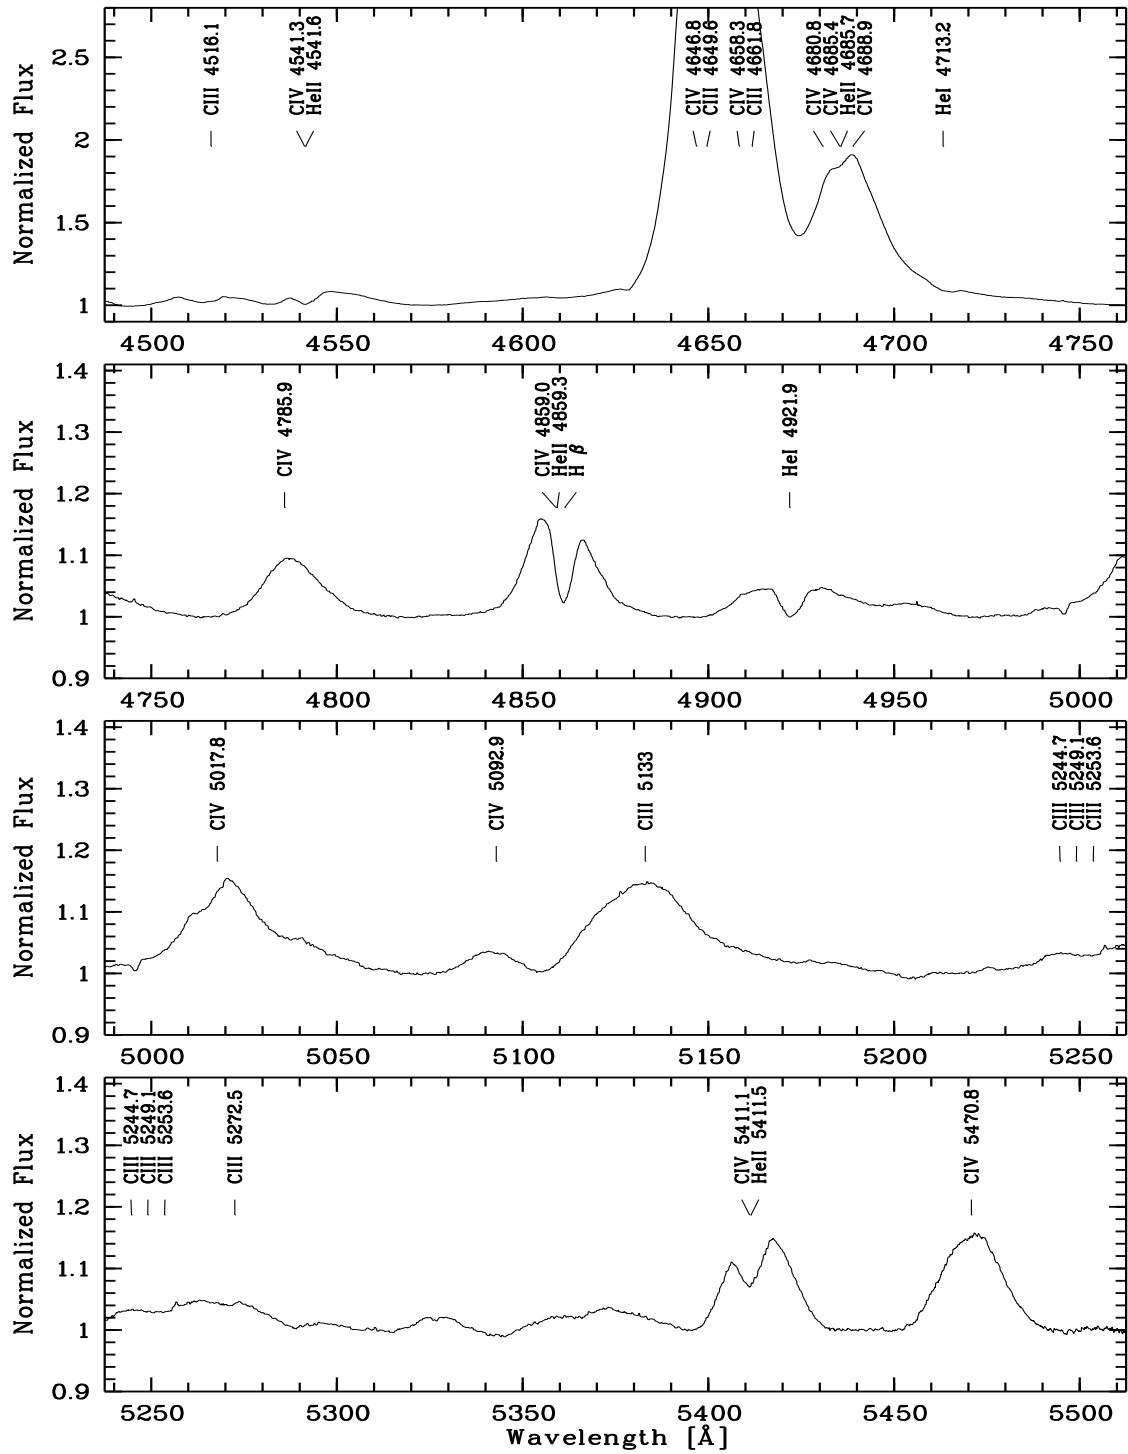 CIII 4516.1
CIV 4541.3
HeII 4541.6
CIV 4646.8
CIII 4649.6
CIV 4658.3
CIII 4661.8
CIV 4680.8
CIV 4685.4
HeII 4685.7
CIV 4688.9
HeI 4713.2
2.5
2
1.5
1
Normalized Flux
4500 4550 4600 4650 4700 4750
CIV 4785.9
CIV 4859.0
HeII 4859.3
H β
HeI 4921.9
1.4
1.3
1.2
1.1
1
0.9
Normalized Flux
4750 4800 4850 4900 4950 5000
CIV 5017.8
CIV 5092.9
CIII 5133
CIII 5244.7
CIII 5249.1
CIII 5253.6
1.4
1.3
1.2
1.1
1
0.9
Normalized Flux
5000 5050 5100 5150 5200 5250
CIII 5244.7
CIII 5249.1
CIII 5253.6
CIII 5272.5
CIV 5411.1
HeII 5411.5
CIV 5470.8
1.4
1.3
1.2
1.1
1
0.9
Normalized Flux
5250 5300 5350 5400 5450 5500
Wavelength [Å]